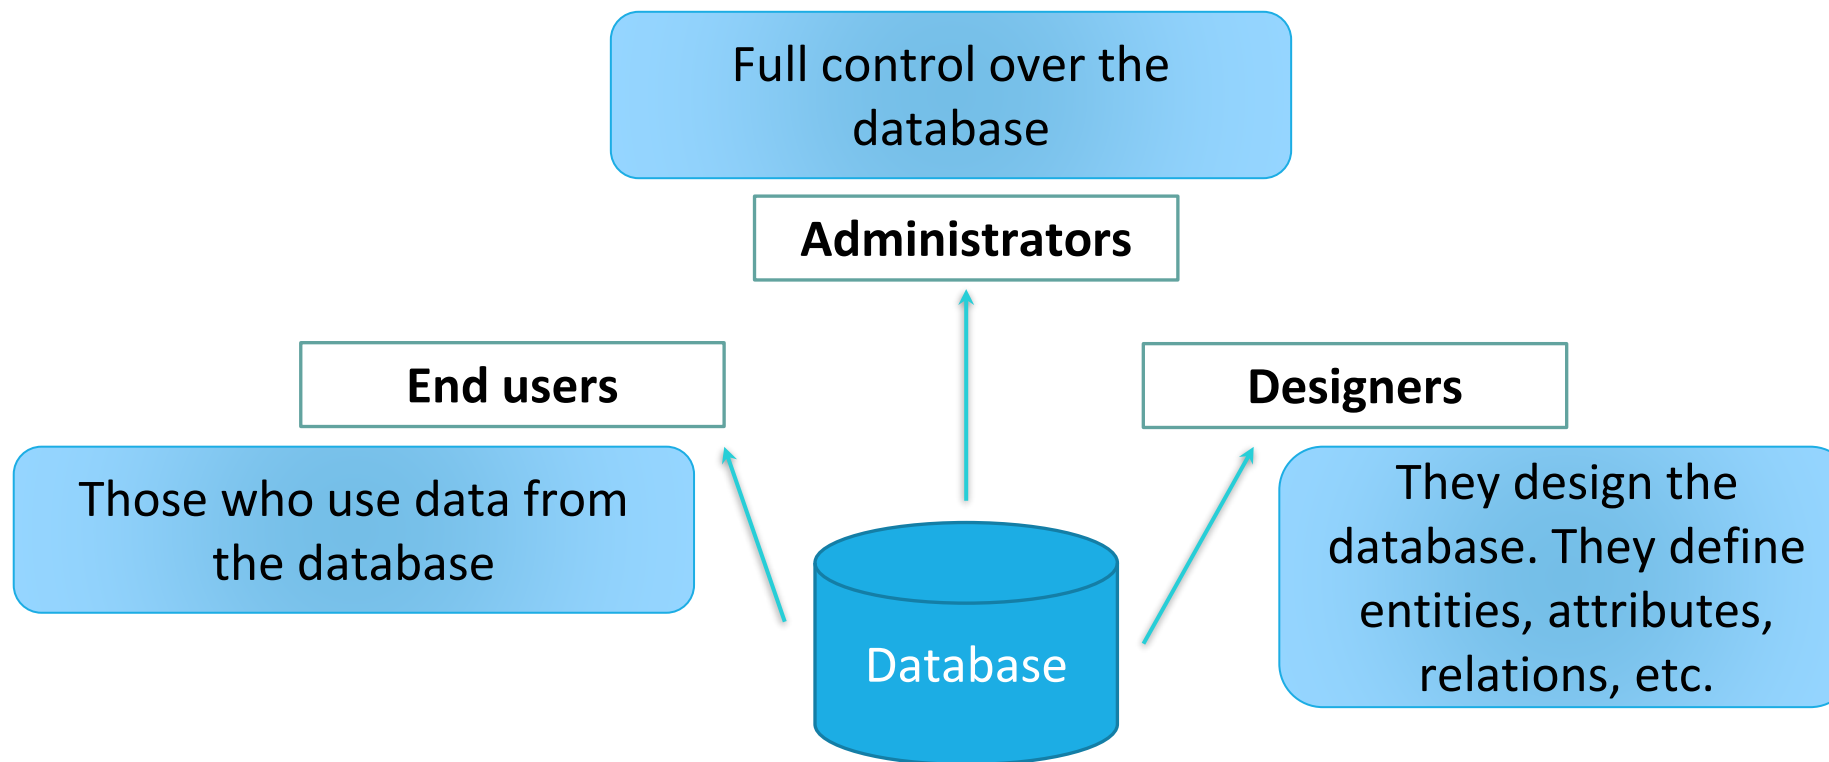 Full control over the
database
Administrators
End users
Designers
Those who use data from
the database
They design the
database. They define
entities, attributes,
relations, etc.
Database